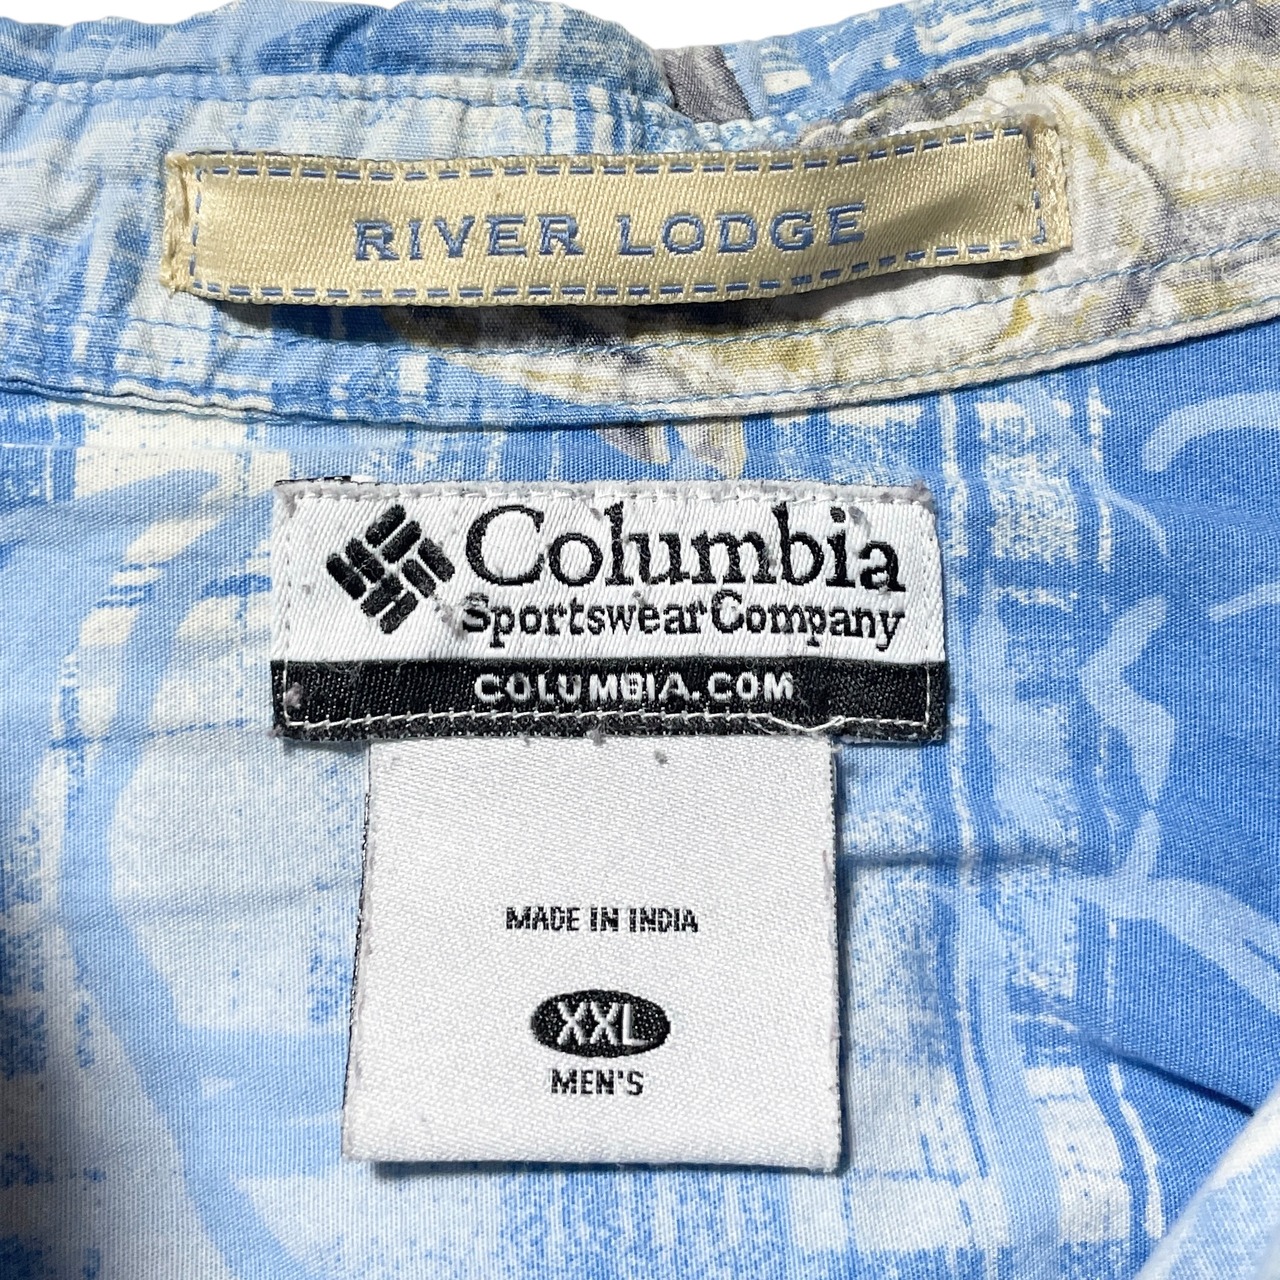 RIVER LODGE
Columbia
Sportswear Company
COLUMBIA.COM
MADE IN INDIA
XXL
MEN'S